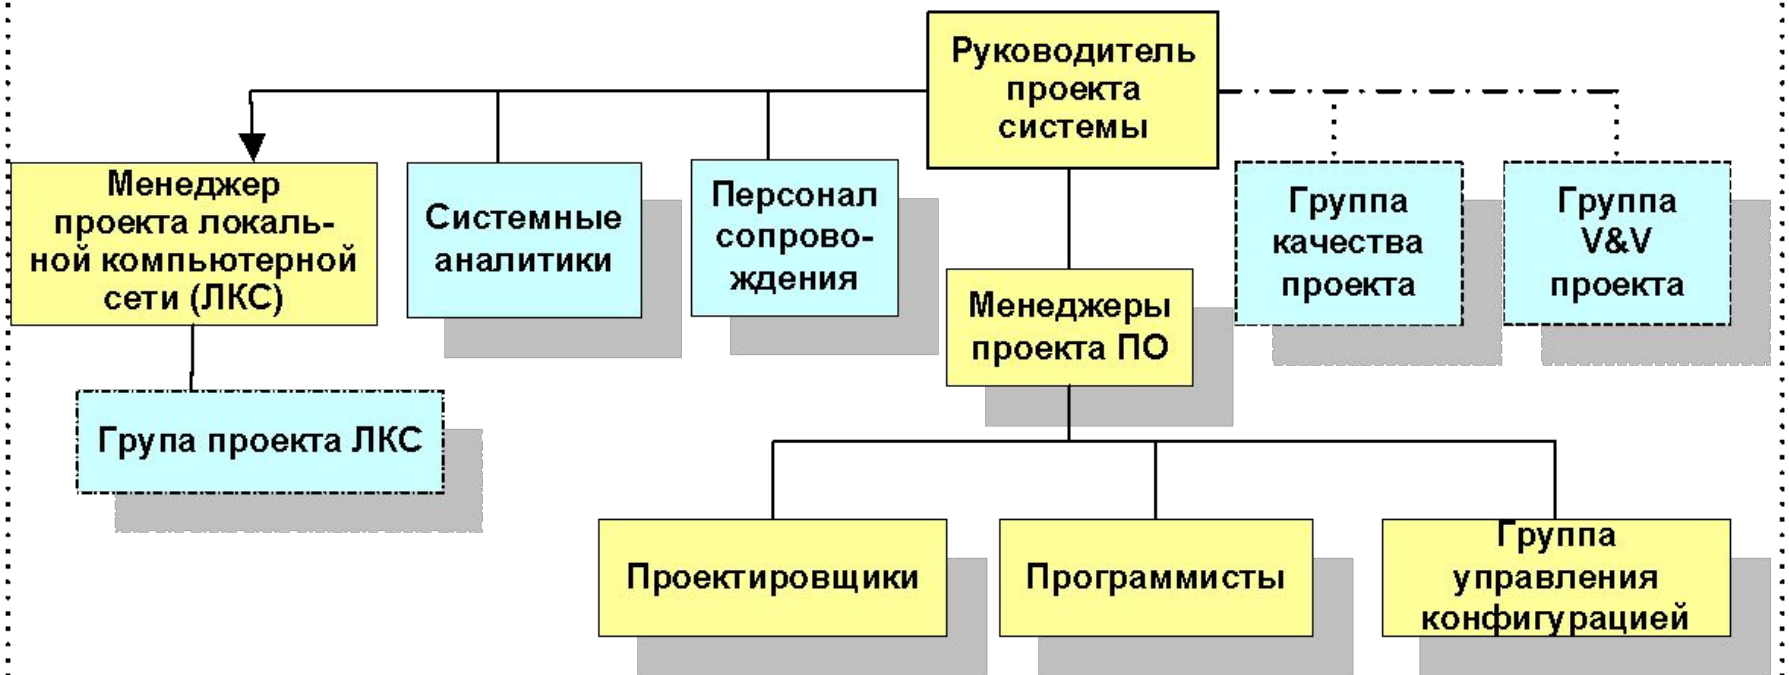 Руководитель
проекта
системы
Менеджер
проекта локаль-
ной компьютерной
сети (ЛКС)
Системные
аналитики
Персонал
сопрово-
ждения
Группа
качества
проекта
Группа
V&V
проекта
Менеджеры
проекта ПО
Група проекта ЛКС
Проектировщики
Программисты
Группа
управления
конфигурацией